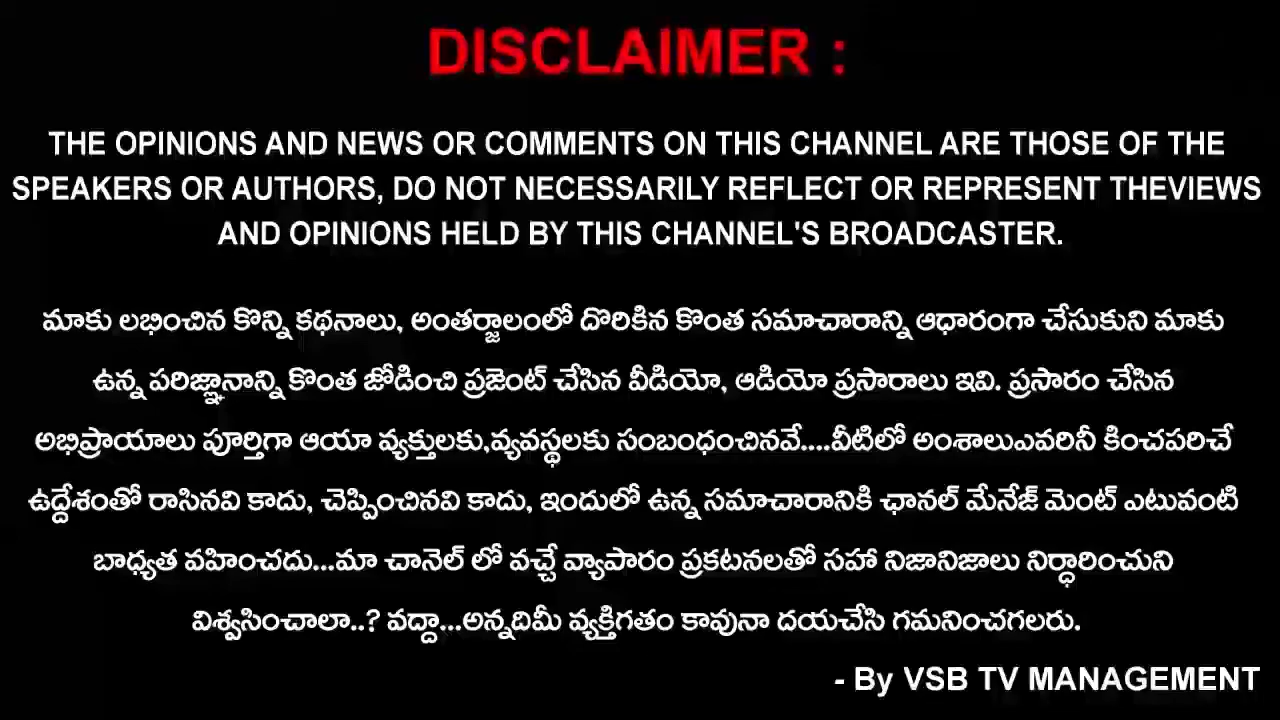 DISCLAIMER :
THE OPINIONS AND NEWS OR COMMENTS ON THIS CHANNEL ARE THOSE OF THE
SPEAKERS OR AUTHORS, DO NOT NECESSARILY REFLECT OR REPRESENT THEVIEWS
AND OPINIONS HELD BY THIS CHANNEL'S BROADCASTER.
మాకు లభించిన కొన్ని కథనాలు, అంతర్జాలంలో దొరికిన కొంత సమాచారాన్ని ఆధారంగా చేసుకుని మాకు
ఉన్న పరిజ్ఞానాన్ని కొంత జోడించి ప్రజెంట్ చేసిన వీడియో, ఆడియో ప్రసారాలు ఇవి. ప్రసారం చేసిన
అభిప్రాయాలు పూర్తిగా ఆయా వ్యక్తులకు,వ్యవస్థలకు సంబంధంచినవే....వీటిలో అంశాలుఎవరినీ కించపరిచే
ఉద్దేశంతో రాసినవి కాదు, చెప్పించినవి కాదు, ఇందులో ఉన్న సమాచారానికి ఛానల్ మేనేజ్ మెంట్ ఎటువంటి
బాధ్యత వహించదు...మా చానెల్ లో వచ్చే వ్యాపారం ప్రకటనలతో సహా నిజానిజాలు నిర్ధారించుని
విశ్వసించాలా..? వద్దా...అన్నదిమీ వ్యక్తిగతం కావునా దయచేసి గమనించగలరు.
- By VSB TV MANAGEMENT